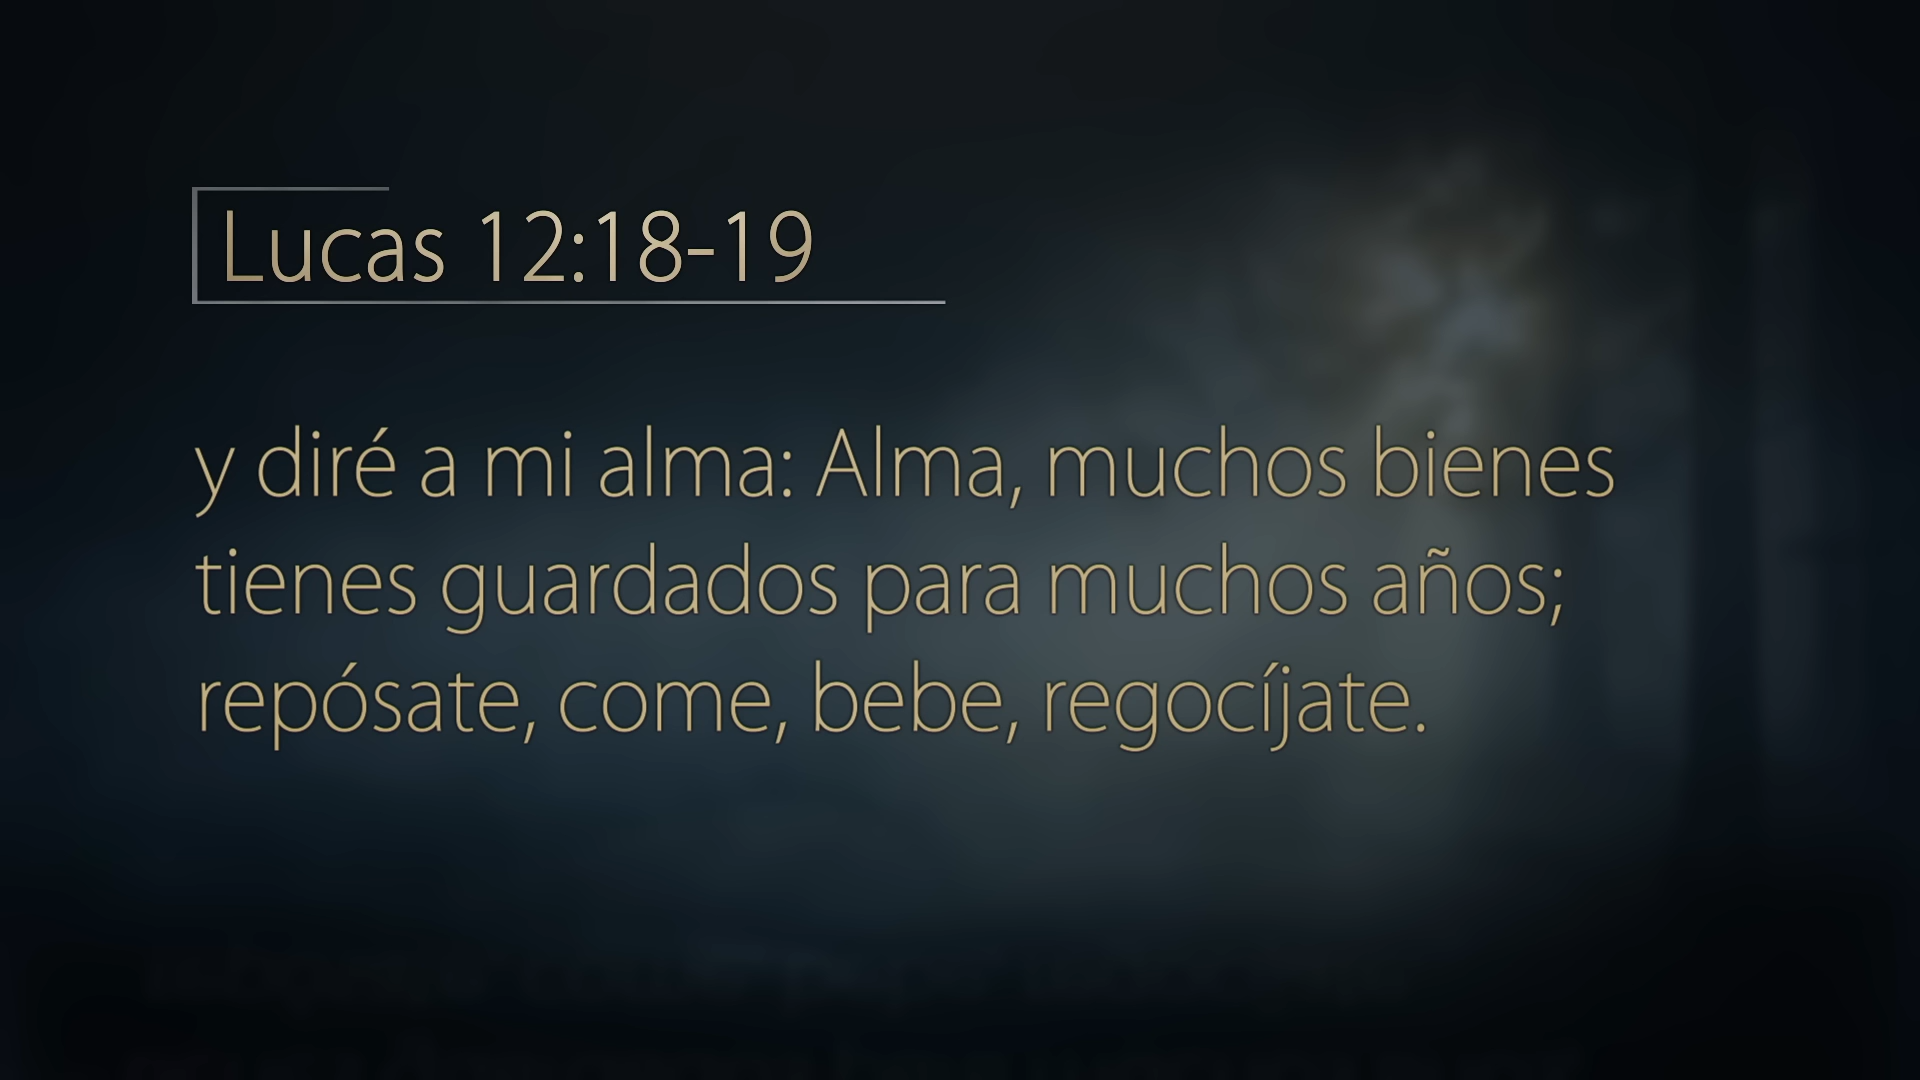 Lucas 12:18-19
y diré a mi alma: Alma, muchos bienes
tienes guardados para muchos años;
repósate, come, bebe, regocíjate.